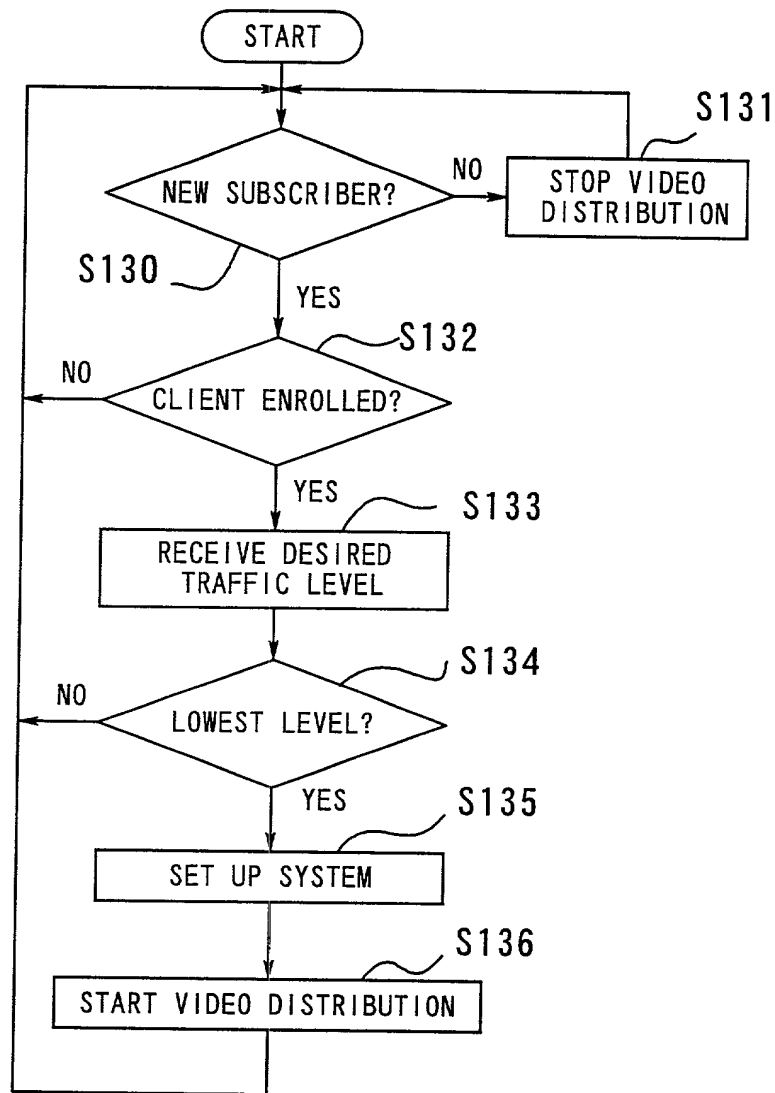 START
S131
NEW SUBSCRIBER?
NO
STOP VIDEO
DISTRIBUTION
S130
YES
S132
NO
CLIENT ENROLLED?
YES
S133
RECEIVE DESIRED
TRAFFIC LEVEL
S134
NO
LOWEST LEVEL?
YES
S135
SET UP SYSTEM
S136
START VIDEO DISTRIBUTION